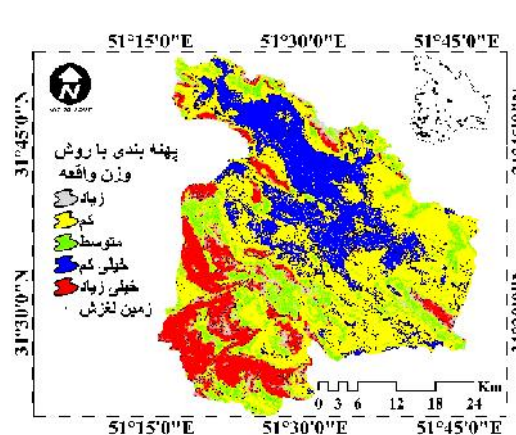 51°15'0"E 51°30'0"E 51°45'0"E
31°45'0"N
31°30'0"N
N
پهنه بندی با روش
وزن واقعه
زیاد
کم
متوسط
خیلی کم
خیلی زیاد
زمین لغزش
Km
0 3 6 12 18 24
51°15'0"E 51°30'0"E 51°45'0"E